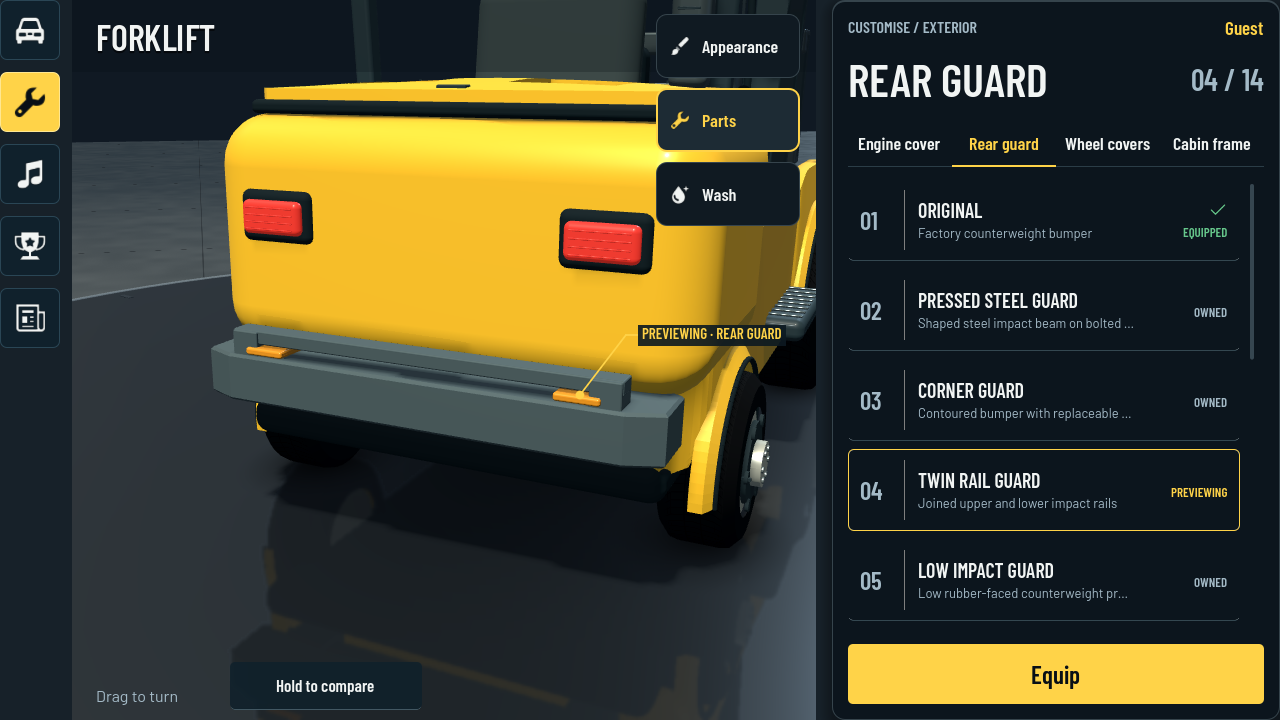 FORKLIFT
Appearance
Parts
Wash
PREVIEWING · REAR GUARD
Drag to turn
Hold to compare
CUSTOMISE / EXTERIOR
Guest
REAR GUARD
04 / 14
Engine cover
Rear guard
Wheel covers
Cabin frame
01
ORIGINAL
Factory counterweight bumper
EQUIPPED
02
PRESSED STEEL GUARD
Shaped steel impact beam on bolted ...
OWNED
03
CORNER GUARD
Contoured bumper with replaceable ...
OWNED
04
TWIN RAIL GUARD
Joined upper and lower impact rails
PREVIEWING
05
LOW IMPACT GUARD
Low rubber-faced counterweight pr...
OWNED
Equip